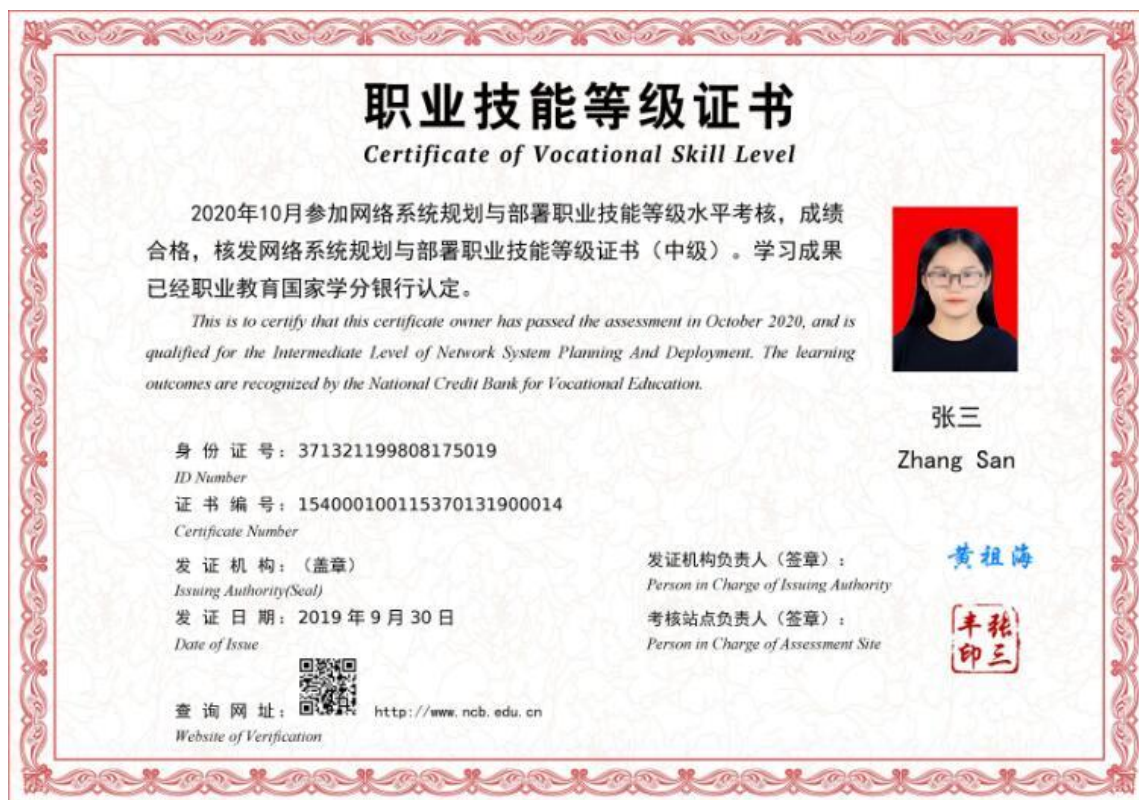 职业技能等级证书
Certificate of Vocational Skill Level
2020年10月参加网络系统规划与部署职业技能等级水平考核，成绩
合格，核发网络系统规划与部署职业技能等级证书（中级）。学习成果
已经职业教育国家学分银行认定。
This is to certify that this certificate owner has passed the assessment in October 2020, and is
qualified for the Intermediate Level of Network System Planning And Deployment. The learning
outcomes are recognized by the National Credit Bank for Vocational Education.
张三
Zhang San
身 份 证 号：371321199808175019
ID Number
证 书 编 号：154000100115370131900014
Certificate Number
发 证 机 构：（盖章）
Issuing Authority(Seal)
发 证 日 期：2019 年 9 月 30 日
Date of Issue
发证机构负责人（签章）：
黄祖海
Person in Charge of Issuing Authority
考核站点负责人（签章）：
Person in Charge of Assessment Site
张三
丰印
查 询 网 址：
http://www.ncb.edu.cn
Website of Verification